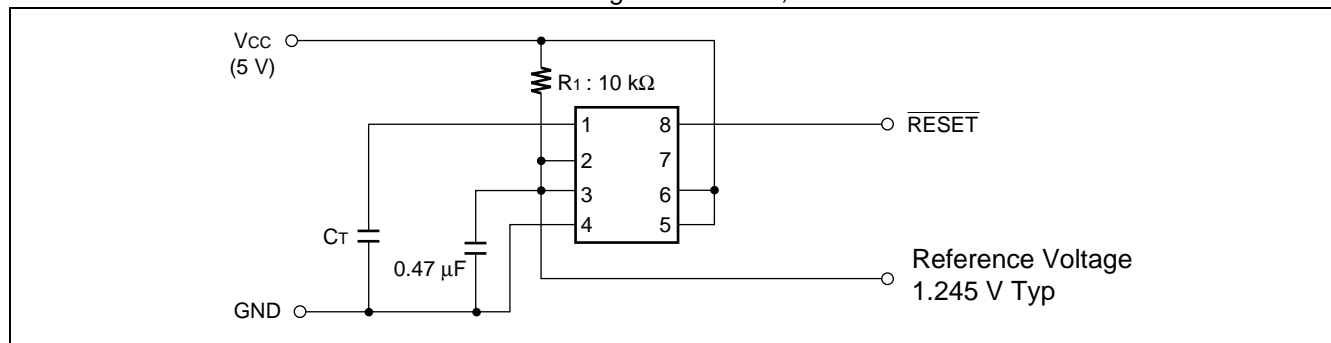 Vcc
(5 V)
R1 : 10 kΩ
1
8
RESET
2
7
3
6
4
5
CT
0.47 μF
Reference Voltage
1.245 V Typ
GND